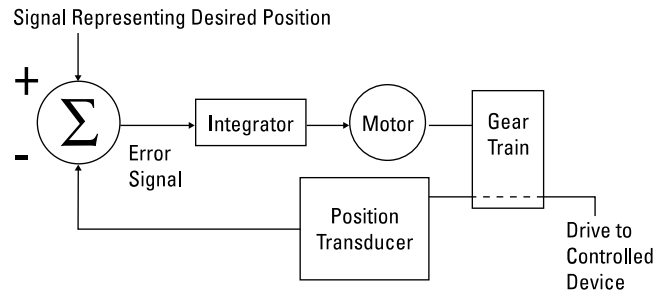 Signal Representing Desired Position
+
Σ
-
Error
Signal
Integrator
Motor
Gear
Train
Position
Transducer
Drive to
Controlled
Device